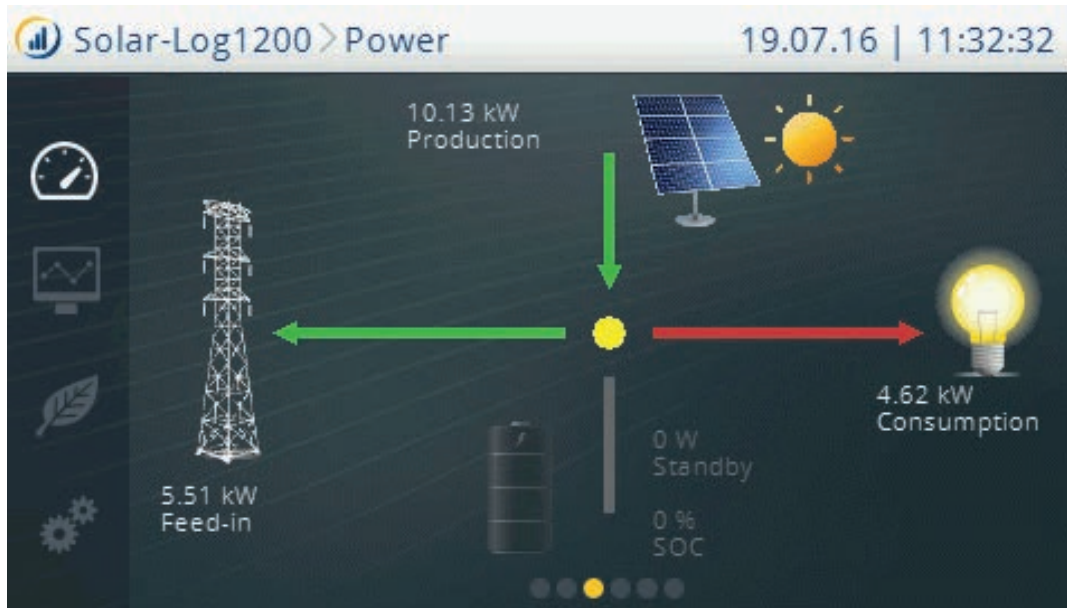 Solar-Log1200 > Power
19.07.16 | 11:32:32
10.13 kW
Production
4.62 kW
Consumption
0 W
Standby
5.51 kW
Feed-in
0 %
SOC